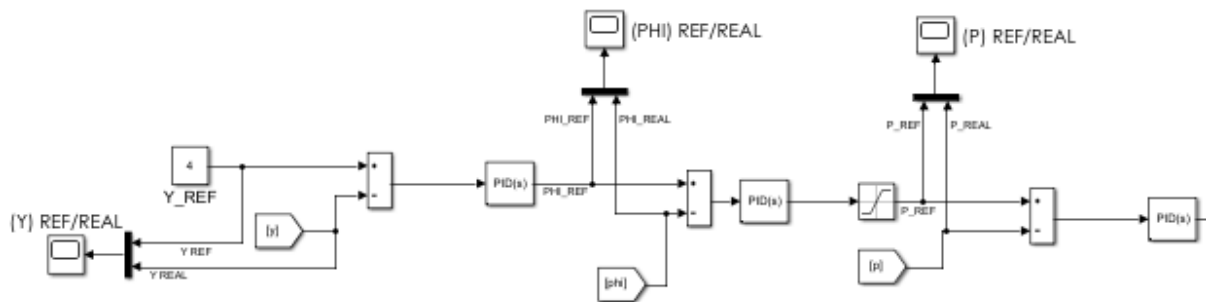 (PHI) REF/REAL
(P) REF/REAL
PHI_REF
PHI_REAL
P_REF
P_REAL
4
Y_REF
+
−
PID(s)
PHI_REF
+
−
PID(s)
P_REF
+
−
PID(s)
(Y) REF/REAL
[y]
Y REF
Y REAL
[phi]
[p]